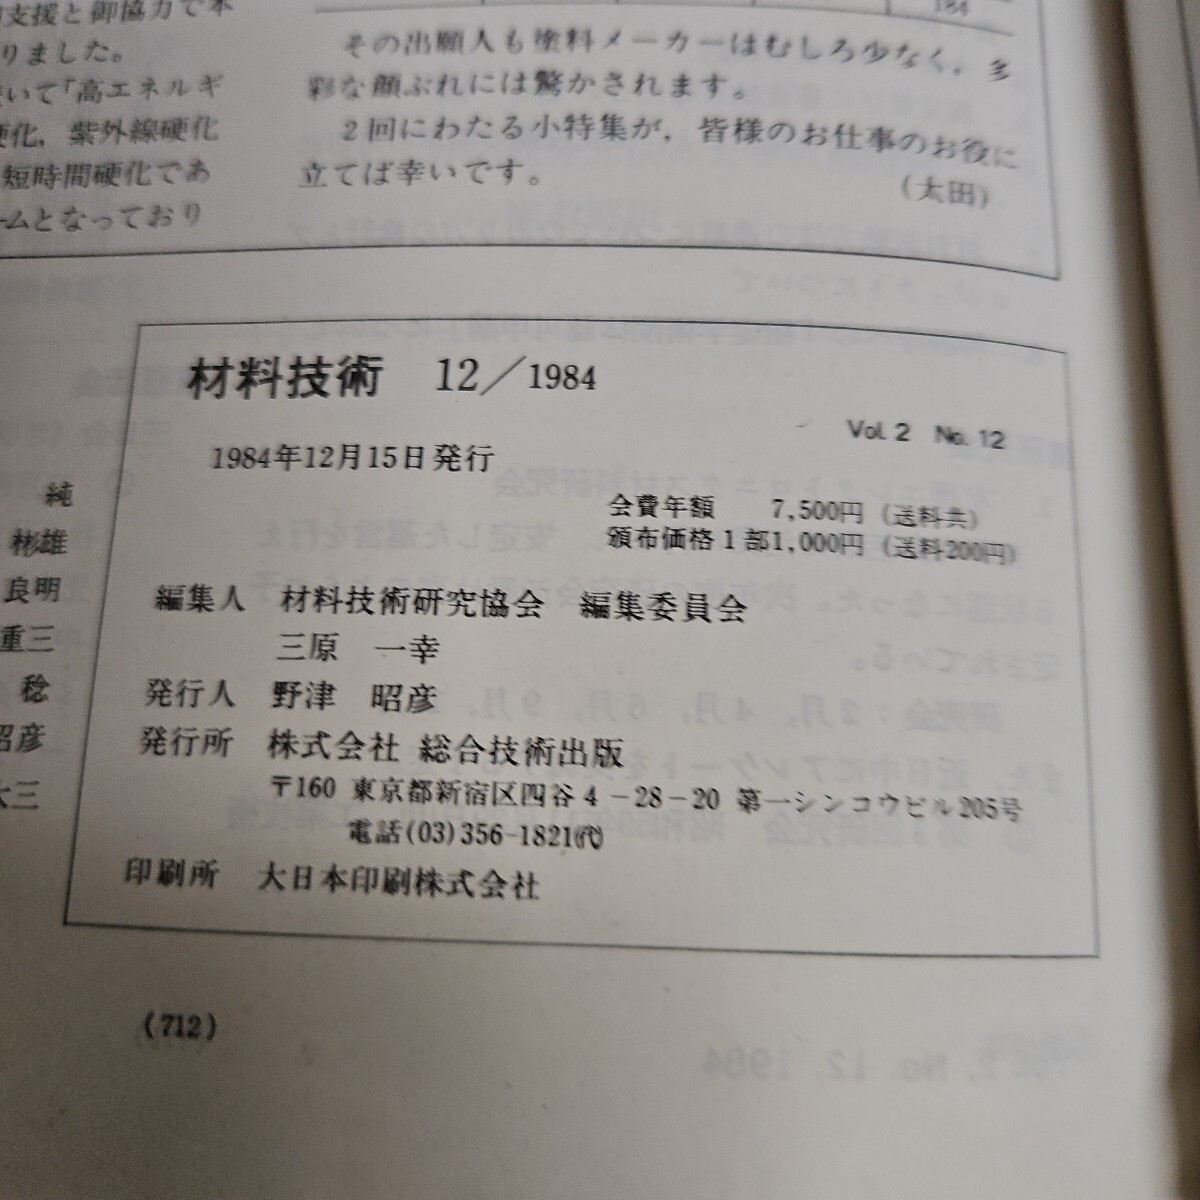 支援と御協力で本
りました。
いて「高エネルギ
硬化，紫外線硬化
短時間硬化であ
ームとなっており
184
その出願人も塗料メーカーはむしろ少なく，多
彩な顔ぶれには驚かされます。
2回にわたる小特集が，皆様のお仕事のお役に
立てば幸いです。
(太田)
純
彬雄
良明
重三
稔
昭彦
大三
材料技術 12／1984
Vol. 2 No. 12
1984年12月15日発行
会費年額 7,500円 (送料共)
頒布価格1部1,000円 (送料200円)
編集人 材料技術研究協会 編集委員会
三原 一幸
発行人 野津 昭彦
発行所 株式会社 総合技術出版
〒160 東京都新宿区四谷4－28－20 第一シンコウビル205号
電話(03)356-1821(代)
印刷所 大日本印刷株式会社
(712)